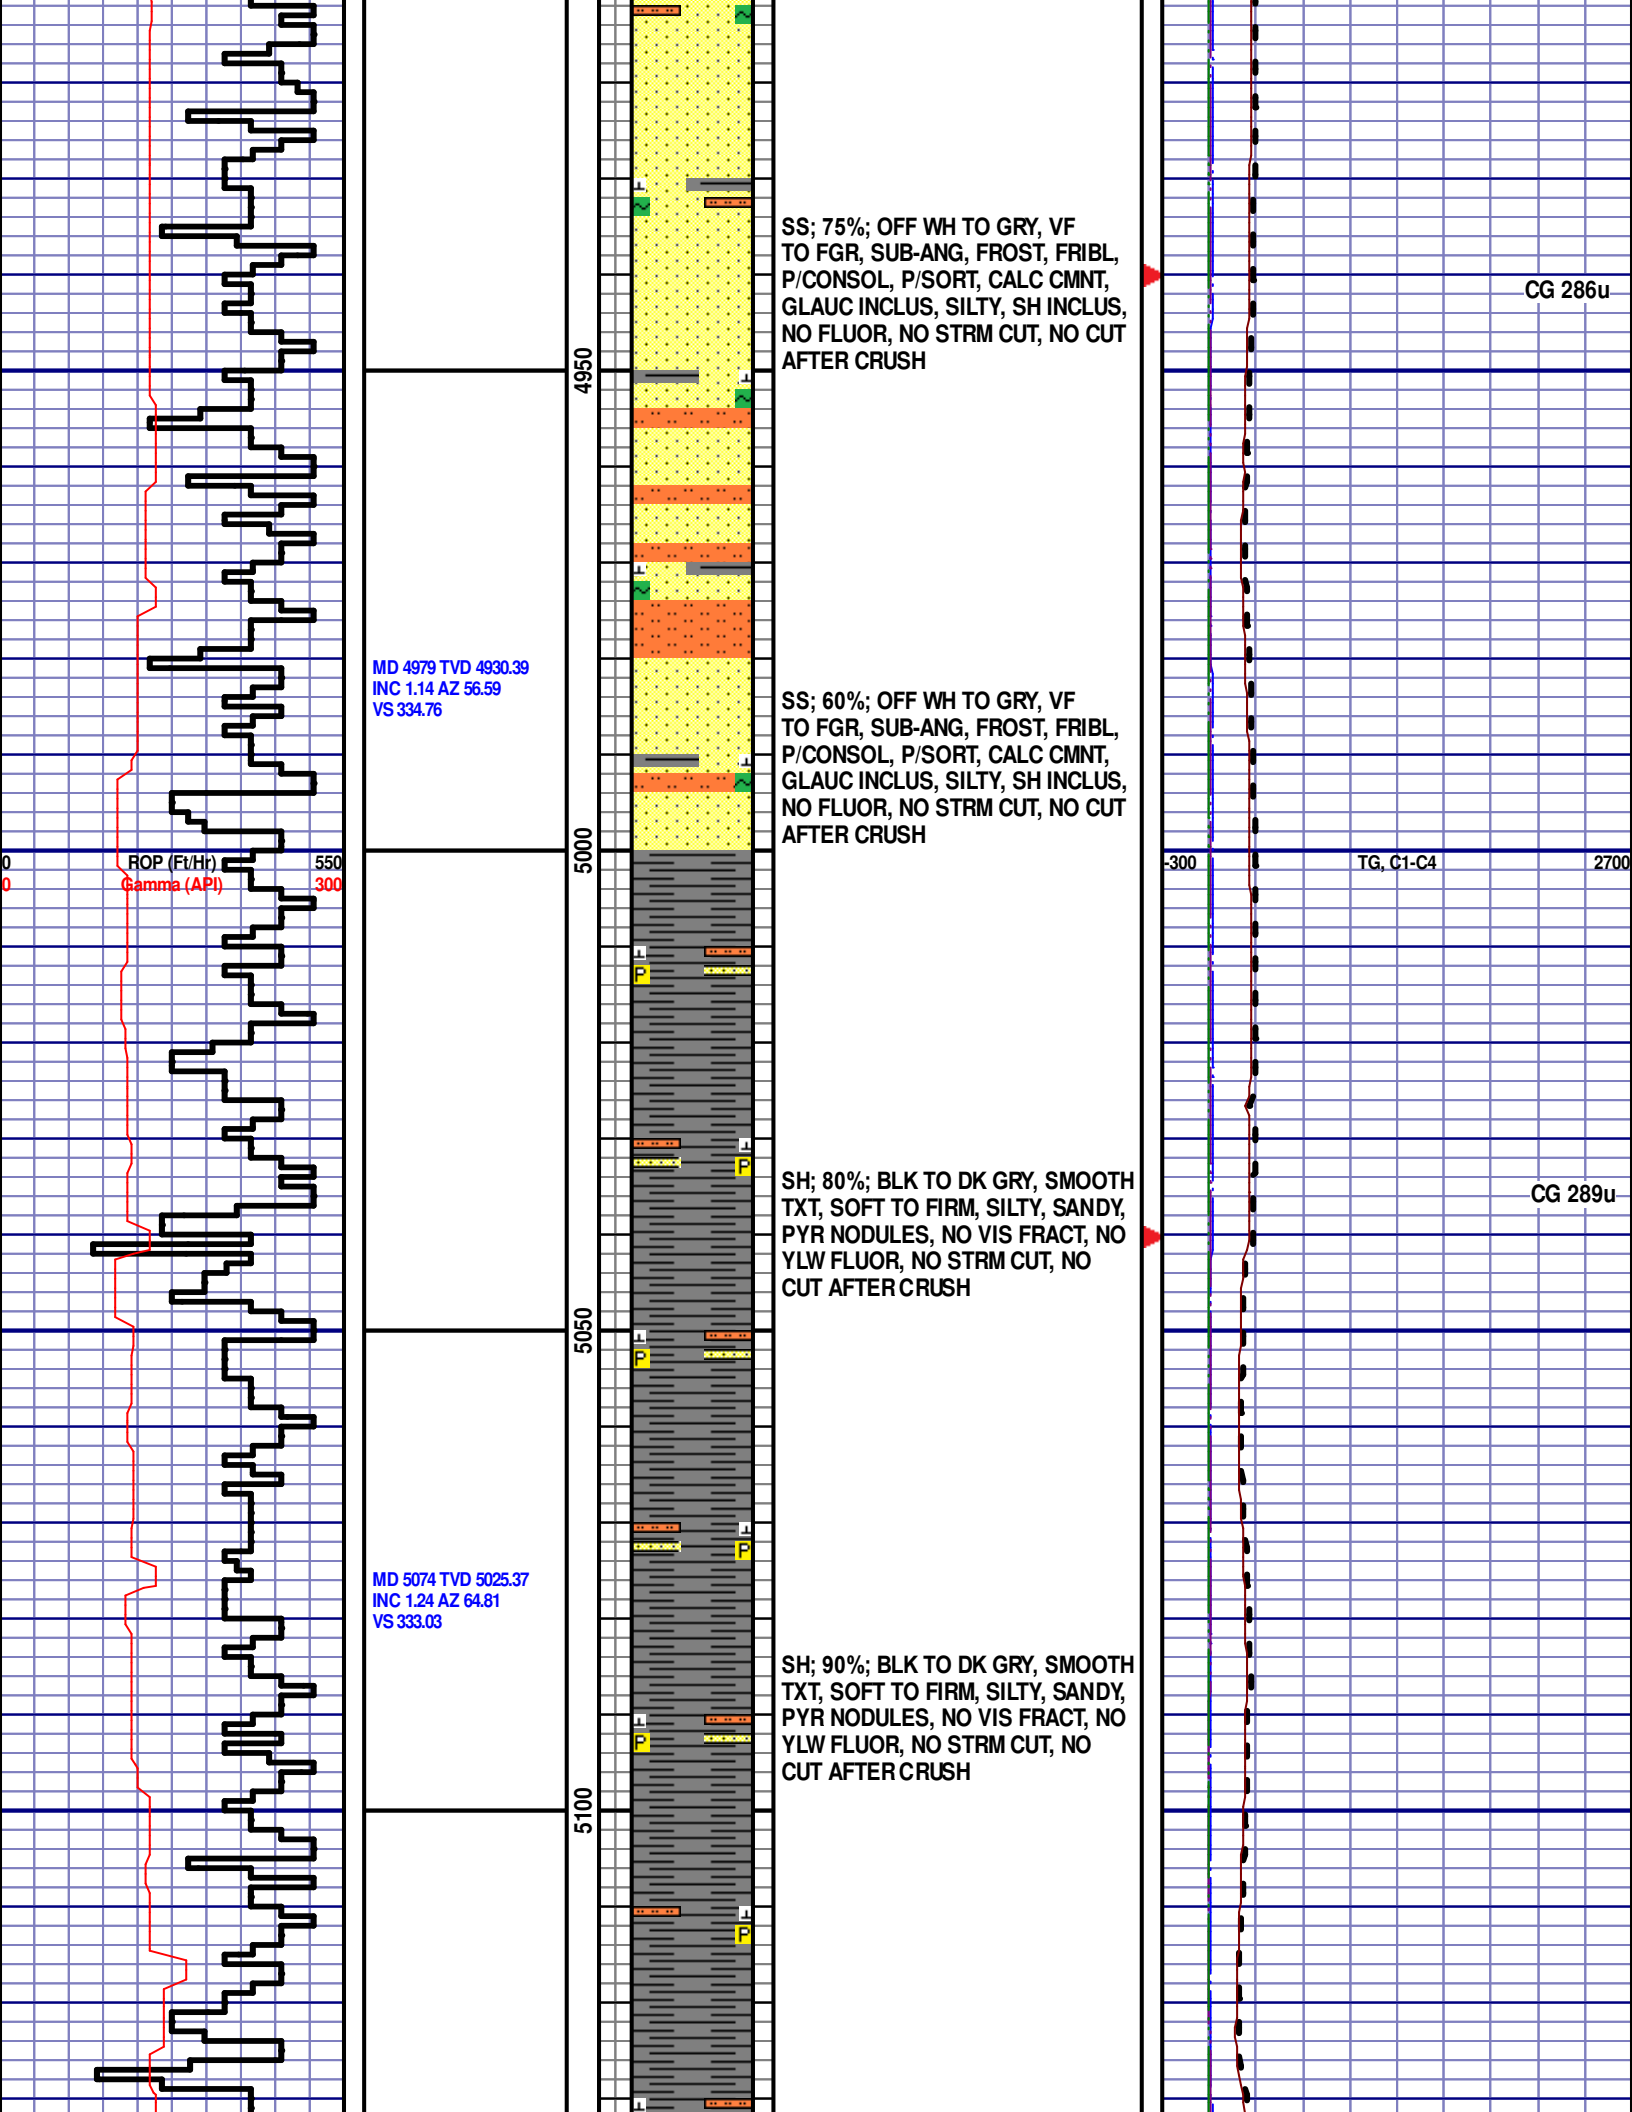 SS; 75%; OFF WH TO GRY, VF
TO FGR, SUB-ANG, FROST, FRIBL,
P/CONSOL, P/SORT, CALC CMNT,
GLAUC INCLUS, SILTY, SH INCLUS,
NO FLUOR, NO STRM CUT, NO CUT
AFTER CRUSH
CG 286u
4950
MD 4979 TVD 4930.39
INC 1.14 AZ 56.59
VS 334.76
SS; 60%; OFF WH TO GRY, VF
TO FGR, SUB-ANG, FROST, FRIBL,
P/CONSOL, P/SORT, CALC CMNT,
GLAUC INCLUS, SILTY, SH INCLUS,
NO FLUOR, NO STRM CUT, NO CUT
AFTER CRUSH
5000
0 ROP (Ft/Hr) 550
0 Gamma (API) 300
-300 TG, C1-C4 2700
P
P
SH; 80%; BLK TO DK GRY, SMOOTH
TXT, SOFT TO FIRM, SILTY, SANDY,
PYR NODULES, NO VIS FRACT, NO
YLW FLUOR, NO STRM CUT, NO
CUT AFTER CRUSH
CG 289u
5050
P
P
MD 5074 TVD 5025.37
INC 1.24 AZ 64.81
VS 333.03
SH; 90%; BLK TO DK GRY, SMOOTH
TXT, SOFT TO FIRM, SILTY, SANDY,
PYR NODULES, NO VIS FRACT, NO
YLW FLUOR, NO STRM CUT, NO
CUT AFTER CRUSH
P
5100
P